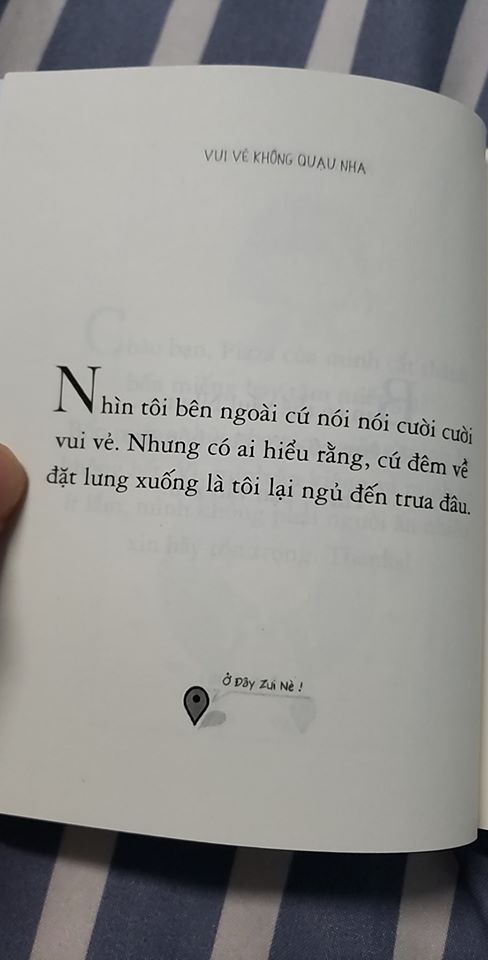 VUI VẺ KHÔNG QUẠU NHA
Nhìn tôi bên ngoài cứ nói nói cười cười
vui vẻ. Nhưng có ai hiểu rằng, cứ đêm về
đặt lưng xuống là tôi lại ngủ đến trưa đâu.
Ở Đây Zui Nè !